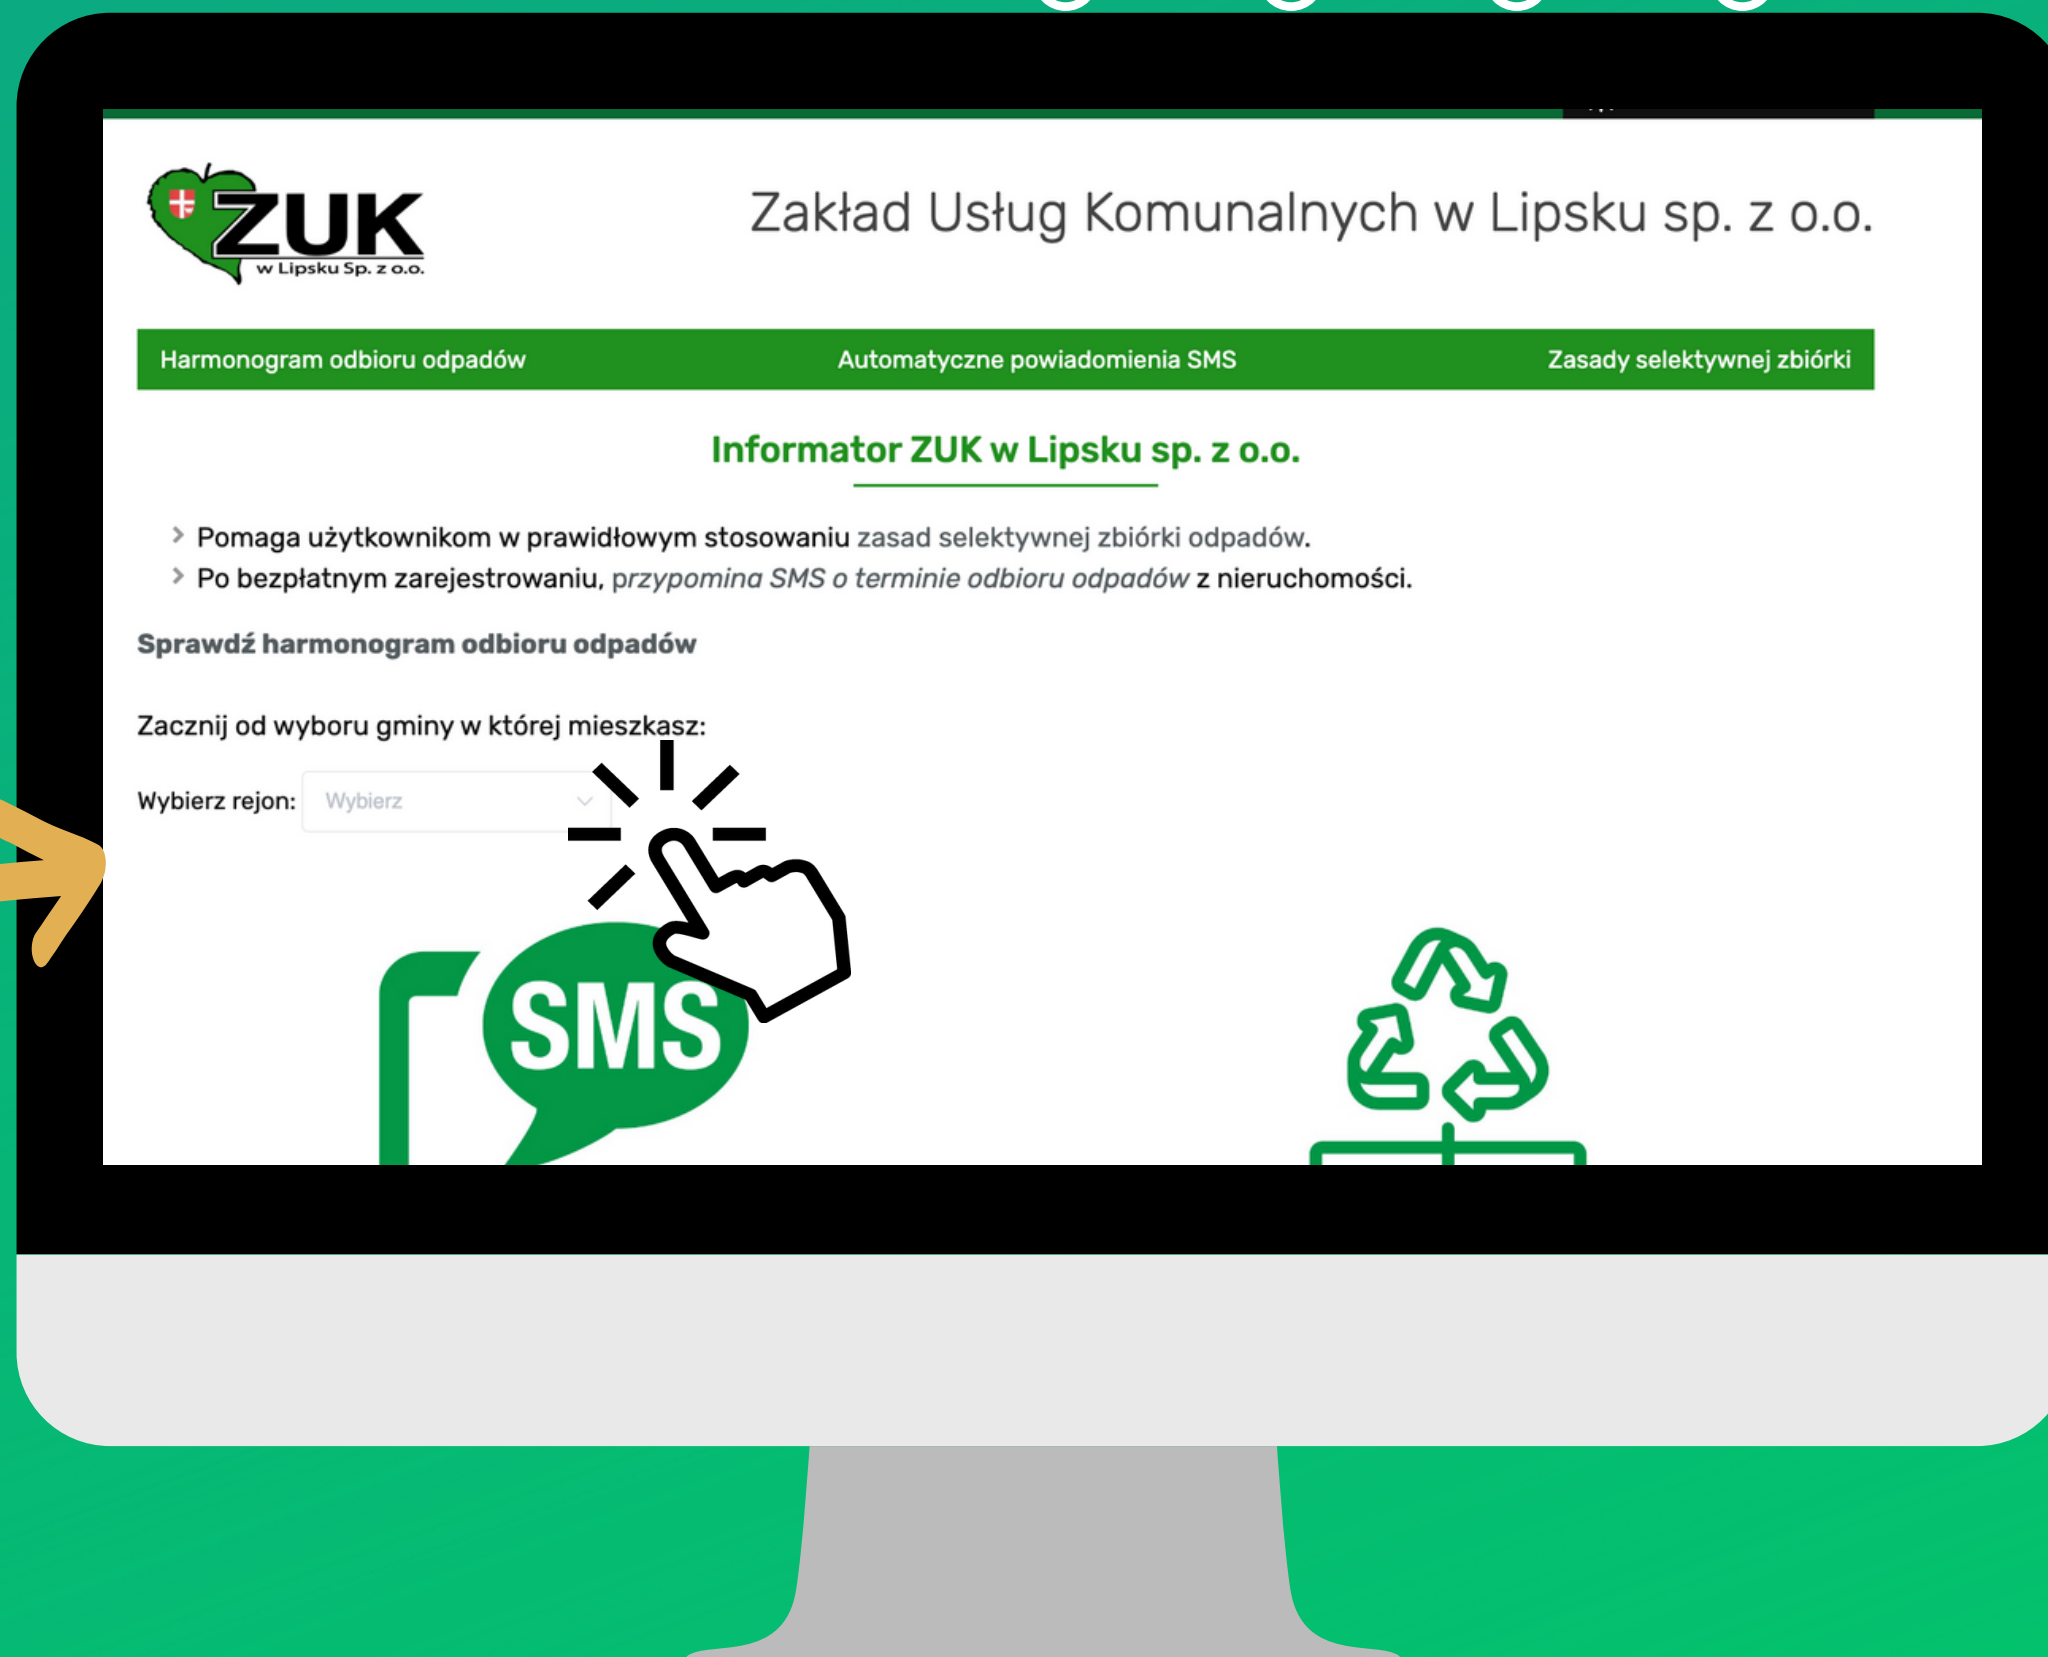 ZUK
w Lipsku Sp. z o.o.
Zakład Usług Komunalnych w Lipsku sp. z o.o.
Harmonogram odbioru odpadów
Automatyczne powiadomienia SMS
Zasady selektywnej zbiórki
Informator ZUK w Lipsku sp. z o.o.
Pomaga użytkownikom w prawidłowym stosowaniu zasad selektywnej zbiórki odpadów.
Po bezpłatnym zarejestrowaniu, przypomina SMS o terminie odbioru odpadów z nieruchomości.
Sprawdź harmonogram odbioru odpadów
Zacznij od wyboru gminy w której mieszkasz:
Wybierz rejon: Wybierz
SMS